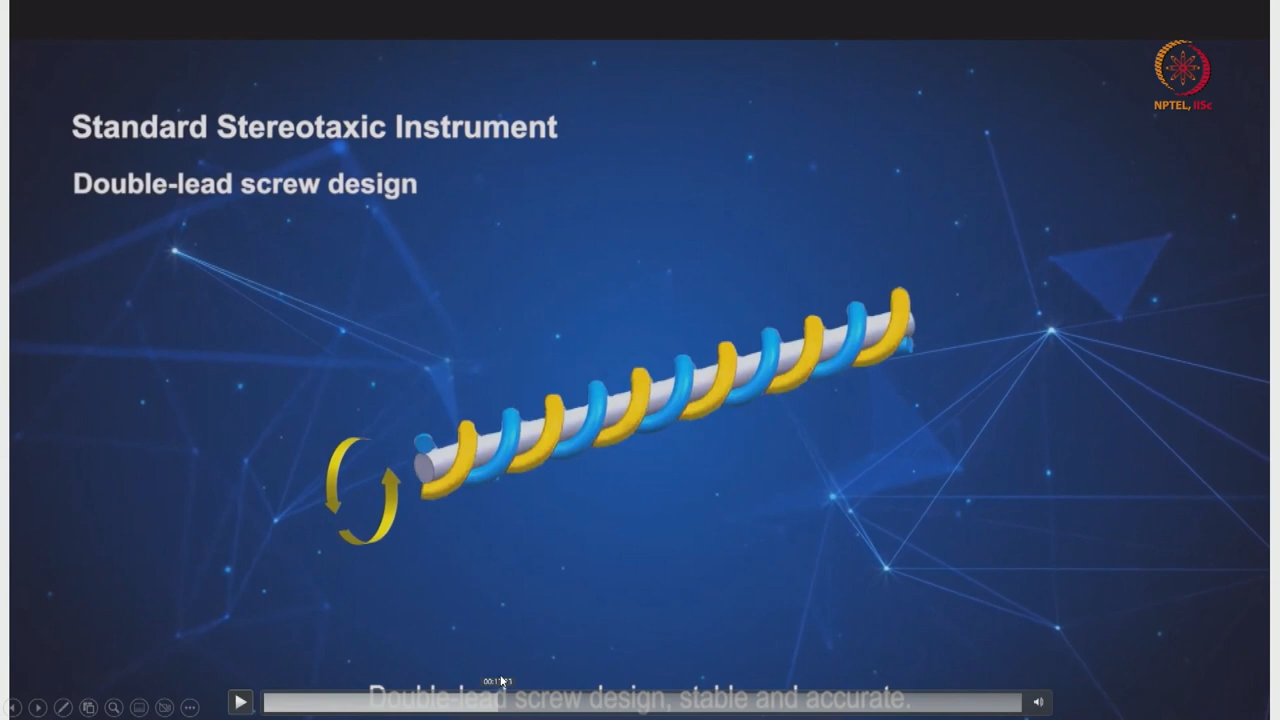 Standard Stereotaxic Instrument
NPTEL, IISc
Double-lead screw design
Double-lead screw design, stable and accurate.